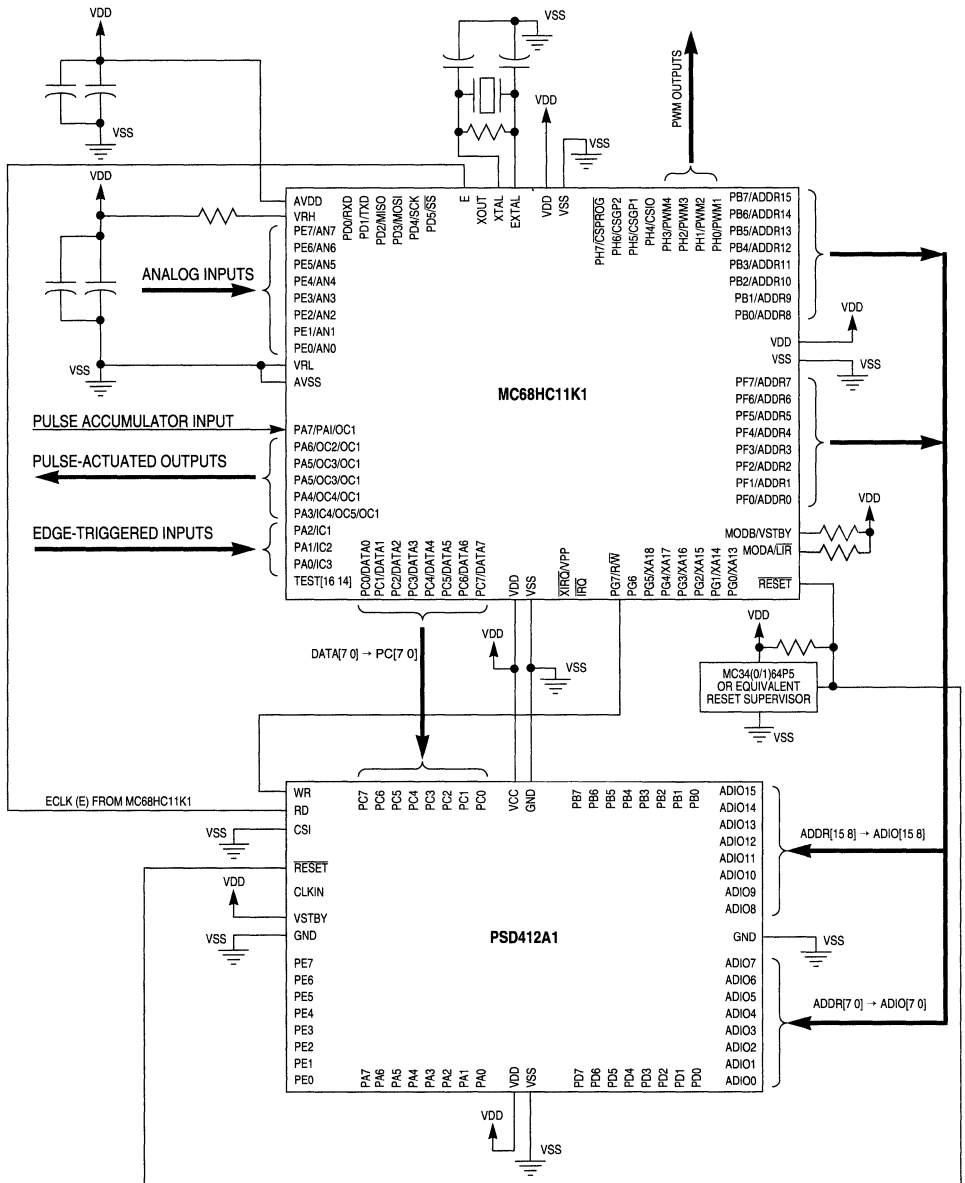 VDD
VSS
VDD
VSS
VSS
VDD
VSS
PWM OUTPUTS
E
XOUT
XTAL
EXTAL
VDD
VSS
AVDD
VRH
PE7/AN7
PE6/AN6
PE5/AN5
PE4/AN4
PE3/AN3
PE2/AN2
PE1/AN1
PE0/AN0
VRL
AVSS
ANALOG INPUTS
PD0/RXD
PD1/TXD
PD2/MISO
PD3/MOSI
PD4/SCK
PD5/SS
PH7/CSPROG
PH6/CSGP2
PH5/CSGP1
PH4/CSIO
PH3/PWM4
PH2/PWM3
PH1/PWM2
PH0/PWM1
PB7/ADDR15
PB6/ADDR14
PB5/ADDR13
PB4/ADDR12
PB3/ADDR11
PB2/ADDR10
PB1/ADDR9
PB0/ADDR8
VDD
VDD
VSS
VSS
MC68HC11K1
PF7/ADDR7
PF6/ADDR6
PF5/ADDR5
PF4/ADDR4
PF3/ADDR3
PF2/ADDR2
PF1/ADDR1
PF0/ADDR0
PULSE ACCUMULATOR INPUT
PULSE-ACTUATED OUTPUTS
EDGE-TRIGGERED INPUTS
PA7/PAI/OC1
PA6/OC2/OC1
PA5/OC3/OC1
PA5/OC3/OC1
PA4/OC4/OC1
PA3/IC4/OC5/OC1
PA2/IC1
PA1/IC2
PA0/IC3
TEST[16 14]
VDD
MODB/VSTBY
MODA/LIR
RESET
PC0/DATA0
PC1/DATA1
PC2/DATA2
PC3/DATA3
PC4/DATA4
PC5/DATA5
PC6/DATA6
PC7/DATA7
VDD
VSS
XIRQ/VPP
IRQ
PG7/R/W
PG6
PG5/XA18
PG4/XA17
PG3/XA16
PG2/XA15
PG1/XA14
PG0/XA13
VDD
VSS
DATA[7 0] → PC[7 0]
VDD
MC34(0/1)64P5
OR EQUIVALENT
RESET SUPERVISOR
VSS
ECLK (E) FROM MC68HC11K1
VSS
VDD
VSS
WR
RD
CSI
RESET
CLKIN
VSTBY
GND
PE7
PE6
PE5
PE4
PE3
PE2
PE1
PE0
PC7
PC6
PC5
PC4
PC3
PC2
PC1
PC0
VCC
GND
PB7
PB6
PB5
PB4
PB3
PB2
PB1
PB0
ADIO15
ADIO14
ADIO13
ADIO12
ADIO11
ADIO10
ADIO9
ADIO8
ADDR[15 8] → ADIO[15 8]
PSD412A1
GND
VSS
ADIO7
ADIO6
ADIO5
ADIO4
ADIO3
ADIO2
ADIO1
ADIO0
ADDR[7 0] → ADIO[7 0]
PA7
PA6
PA5
PA4
PA3
PA2
PA1
PA0
VDD
VSS
PD7
PD6
PD5
PD4
PD3
PD2
PD1
PD0
VDD
VSS